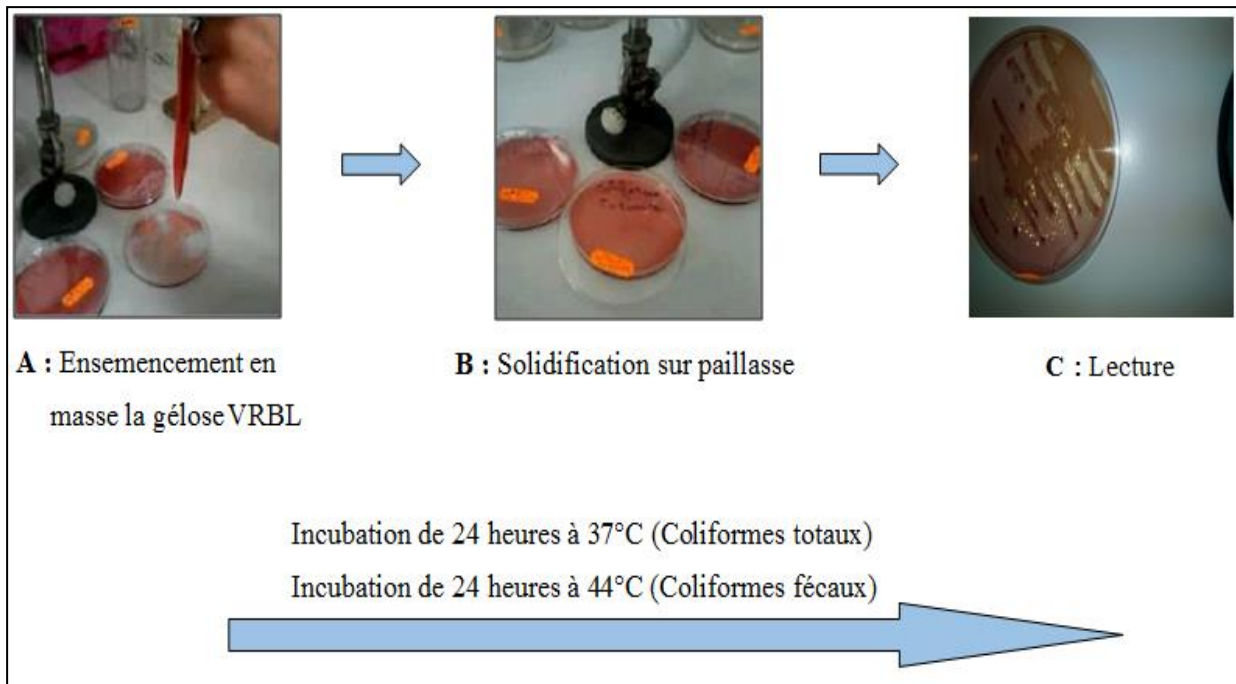 A : Ensemencement en
masse la gélose VRBL
B : Solidification sur paillasse
C : Lecture
Incubation de 24 heures à 37°C (Coliformes totaux)
Incubation de 24 heures à 44°C (Coliformes fécaux)